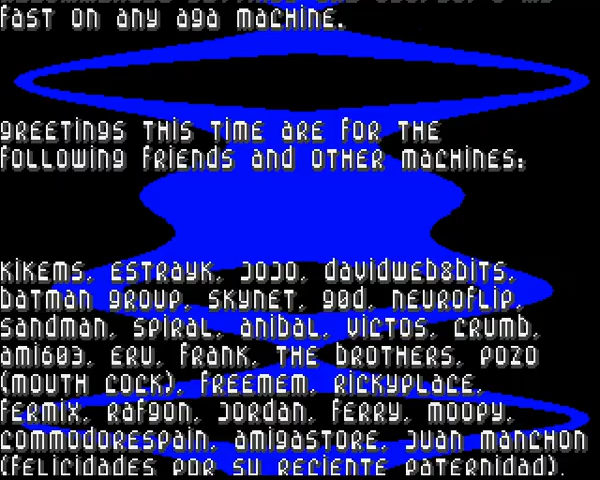 fast on any aga machine.
greetings this time are for the
following friends and other machines:
kikems, estrayk, jojo, davidweb8bits,
batman group, skynet, god, neuroflip,
sandman, spiral, anibal, victos, crumb,
ami603, eru, frank, the brothers, pozo
(mouth cock), freemem, rickyplace,
fermix, rafgon, jordan, ferry, moopy,
commodorespain, amigastore, juan manchon
(felicidades por su reciente paternidad).